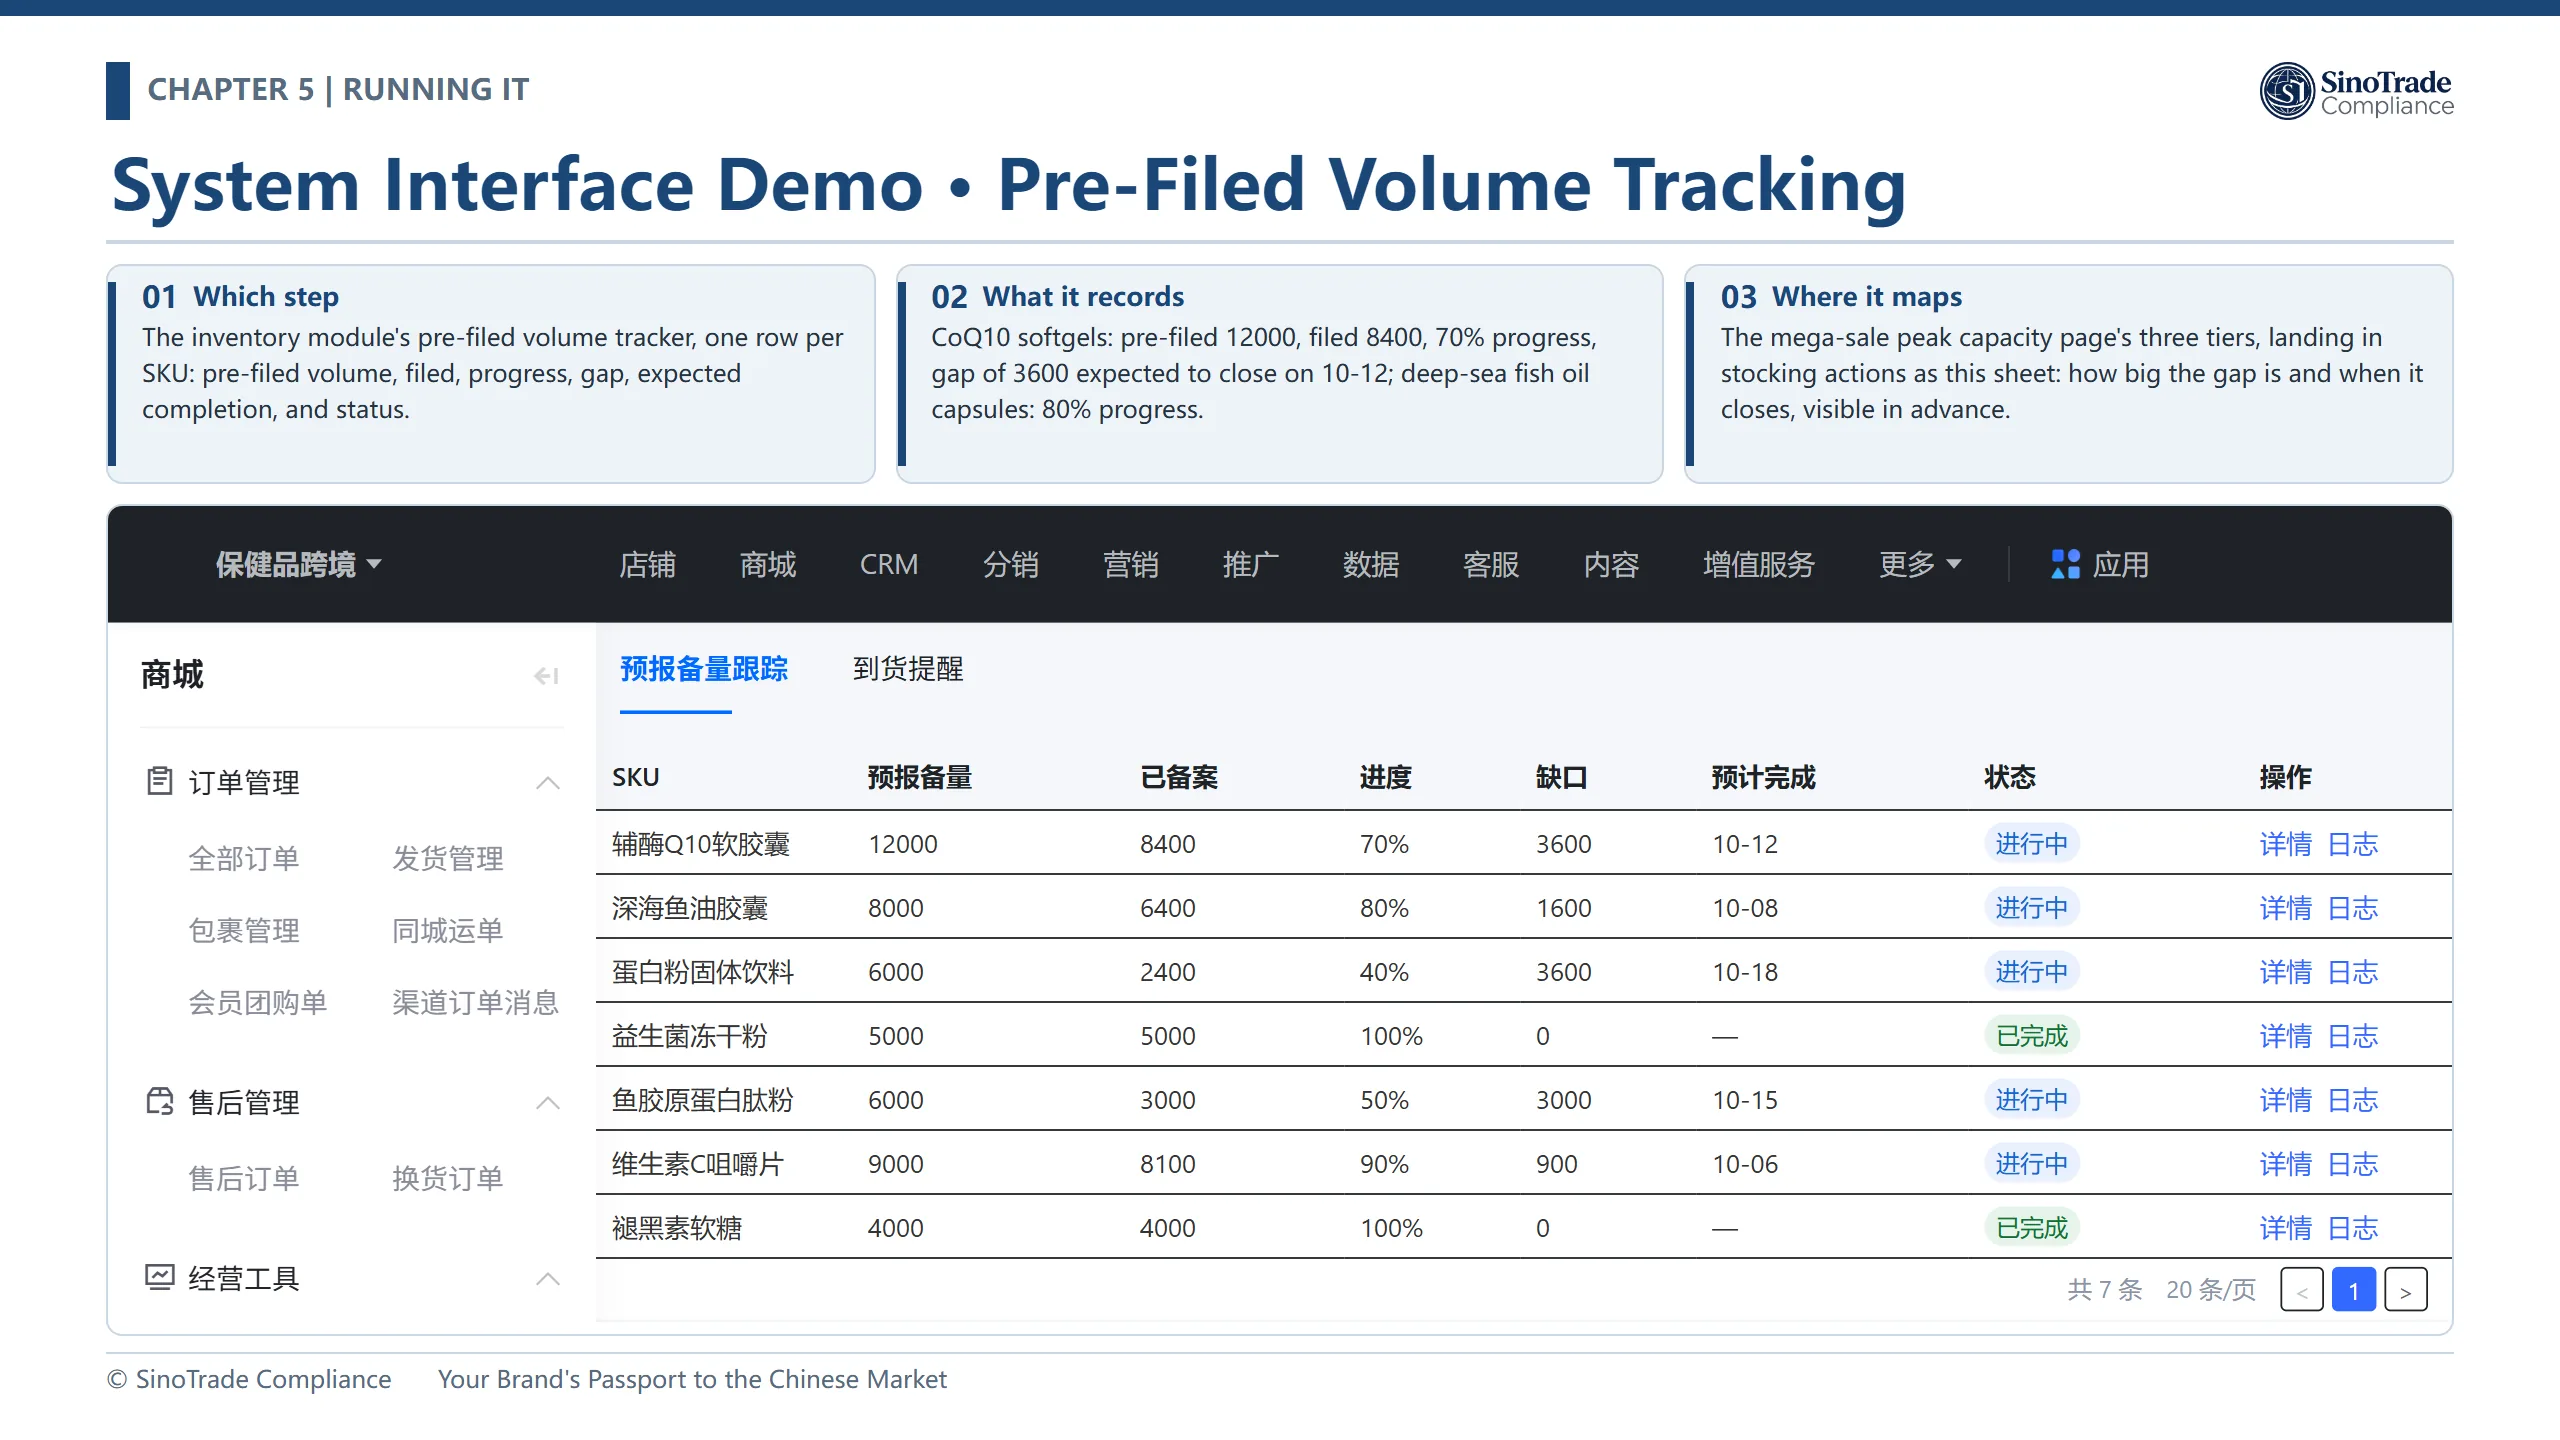 CHAPTER 5 | RUNNING IT
SinoTrade
Compliance
System Interface Demo • Pre-Filed Volume Tracking
01 Which step
The inventory module's pre-filed volume tracker, one row per
SKU: pre-filed volume, filed, progress, gap, expected
completion, and status.
02 What it records
CoQ10 softgels: pre-filed 12000, filed 8400, 70% progress,
gap of 3600 expected to close on 10-12; deep-sea fish oil
capsules: 80% progress.
03 Where it maps
The mega-sale peak capacity page's three tiers, landing in
stocking actions as this sheet: how big the gap is and when it
closes, visible in advance.
保健品跨境 店铺 商城 CRM 分销 营销 推广 数据 客服 内容 增值服务 更多 应用
商城
订单管理
全部订单 发货管理
包裹管理 同城运单
会员团购单 渠道订单消息
售后管理
售后订单 换货订单
经营工具
预报备量跟踪 到货提醒
SKU 预报备量 已备案 进度 缺口 预计完成 状态 操作
辅酶Q10软胶囊 12000 8400 70% 3600 10-12 进行中 详情 日志
深海鱼油胶囊 8000 6400 80% 1600 10-08 进行中 详情 日志
蛋白粉固体饮料 6000 2400 40% 3600 10-18 进行中 详情 日志
益生菌冻干粉 5000 5000 100% 0 — 已完成 详情 日志
鱼胶原蛋白肽粉 6000 3000 50% 3000 10-15 进行中 详情 日志
维生素C咀嚼片 9000 8100 90% 900 10-06 进行中 详情 日志
褪黑素软糖 4000 4000 100% 0 — 已完成 详情 日志
共 7 条 20 条/页 < 1 >
© SinoTrade Compliance Your Brand's Passport to the Chinese Market